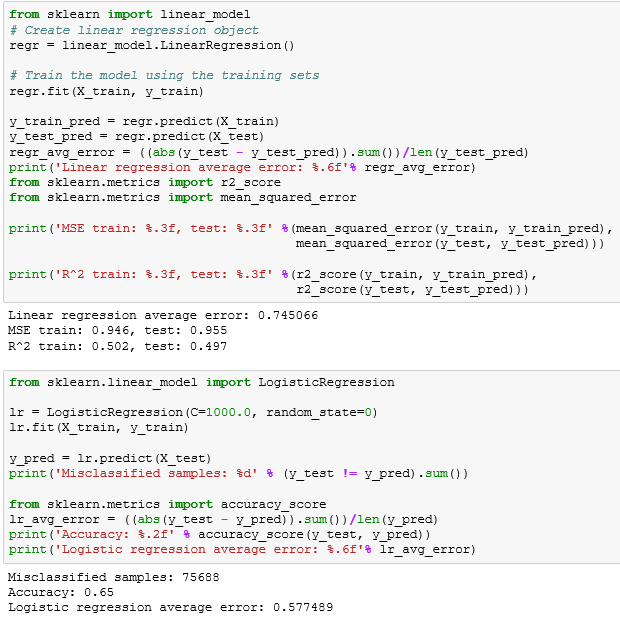 from sklearn import linear_model
# Create linear regression object
regr = linear_model.LinearRegression()
# Train the model using the training sets
regr.fit(X_train, y_train)
y_train_pred = regr.predict(X_train)
y_test_pred = regr.predict(X_test)
regr_avg_error = ((abs(y_test - y_test_pred)).sum())/len(y_test_pred)
print('Linear regression average error: %.6f'% regr_avg_error)
from sklearn.metrics import r2_score
from sklearn.metrics import mean_squared_error
print('MSE train: %.3f, test: %.3f' %(mean_squared_error(y_train, y_train_pred),
mean_squared_error(y_test, y_test_pred)))
print('R^2 train: %.3f, test: %.3f' %(r2_score(y_train, y_train_pred),
r2_score(y_test, y_test_pred)))
Linear regression average error: 0.745066
MSE train: 0.946, test: 0.955
R^2 train: 0.502, test: 0.497
from sklearn.linear_model import LogisticRegression
lr = LogisticRegression(C=1000.0, random_state=0)
lr.fit(X_train, y_train)
y_pred = lr.predict(X_test)
print('Misclassified samples: %d' % (y_test != y_pred).sum())
from sklearn.metrics import accuracy_score
lr_avg_error = ((abs(y_test - y_pred)).sum())/len(y_pred)
print('Accuracy: %.2f' % accuracy_score(y_test, y_pred))
print('Logistic regression average error: %.6f'% lr_avg_error)
Misclassified samples: 75688
Accuracy: 0.65
Logistic regression average error: 0.577489